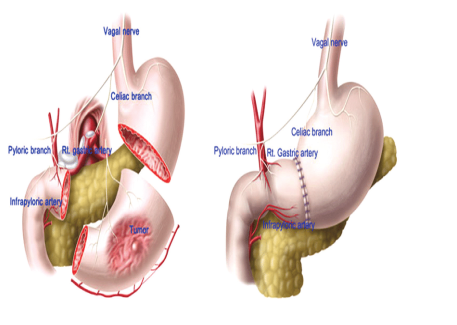 Vagal nerve
Celiac branch
Pyloric branch
Rt. gastric artery
Infrapyloric artery
Tumor
Vagal nerve
Celiac branch
Pyloric branch
Rt. Gastric artery
Infrapyloric artery